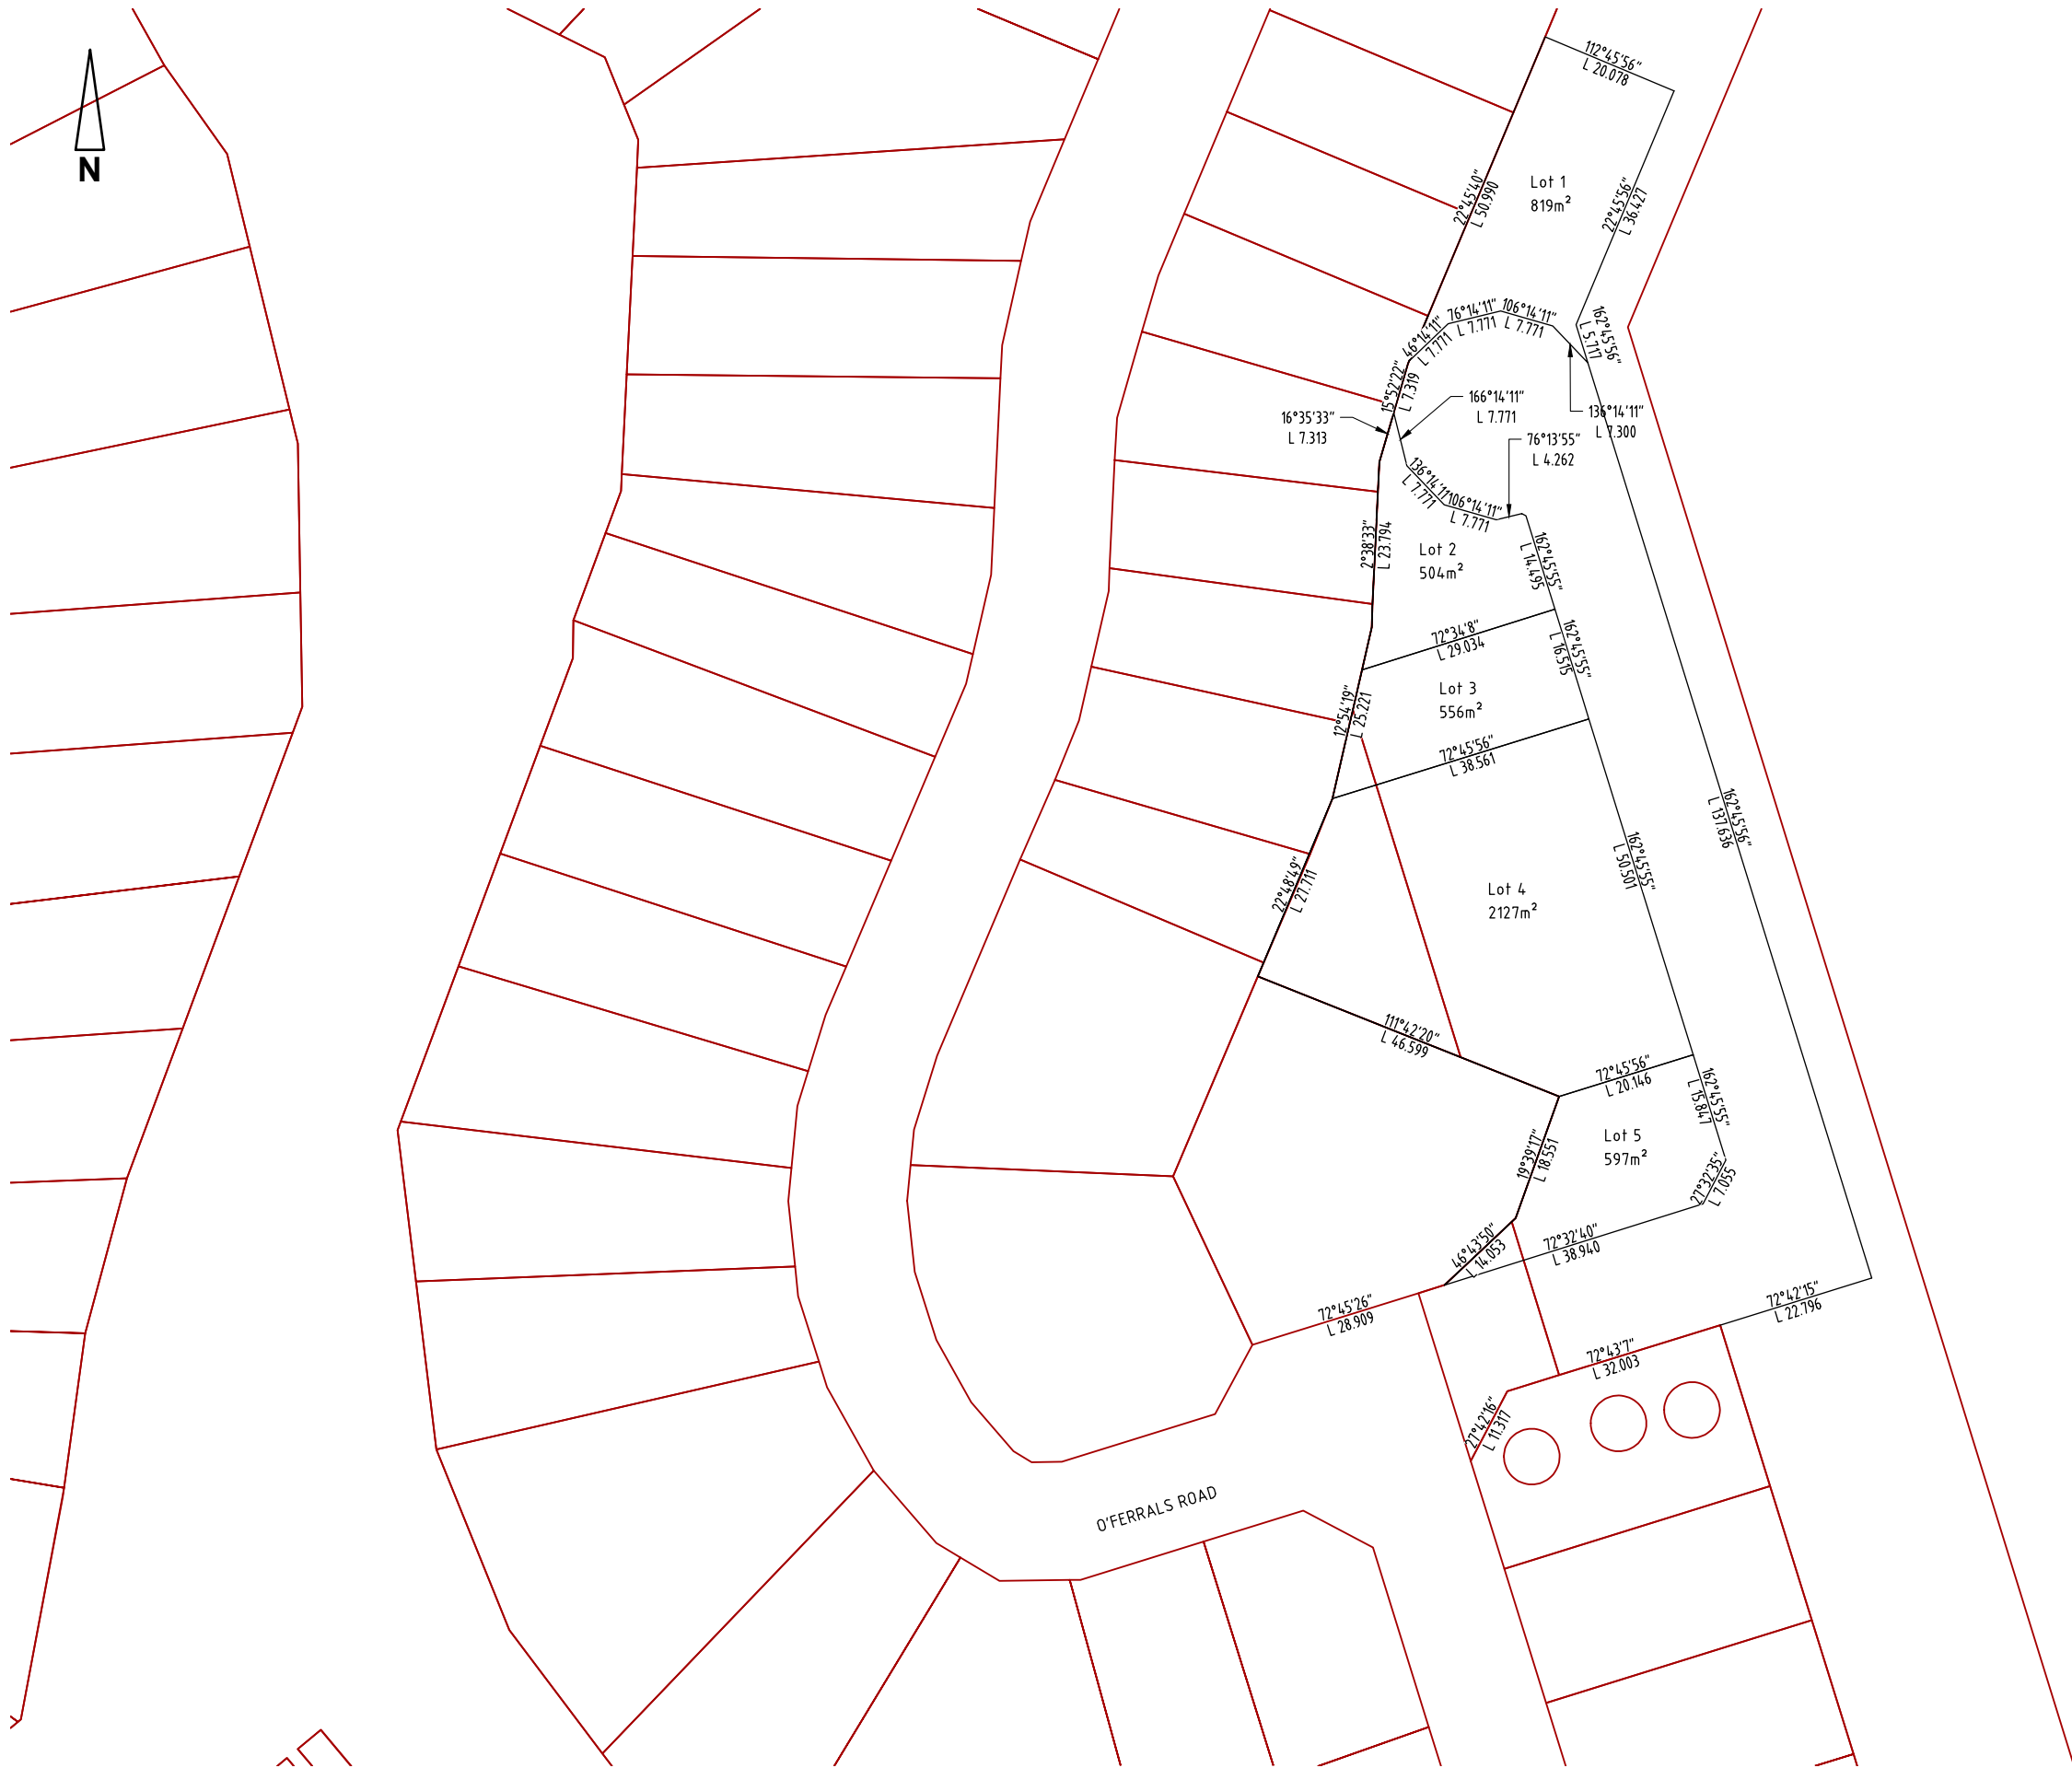 N
112°45'56"
L 20.078
Lot 1
819m²
22°45'40"
L 50.990
22°45'56"
L 36.427
46°14'11"
L 7.771
76°14'11"
L 7.771
106°14'11"
L 7.771
162°45'56"
L 5.717
15°52'22"
L 7.319
166°14'11"
L 7.771
136°14'11"
L 7.300
16°35'33"
L 7.313
76°13'55"
L 4.262
136°14'11"
L 7.771
106°14'11"
L 7.771
2°38'33"
L 23.794
Lot 2
504m²
162°45'55"
L 14.495
72°34'8"
L 29.034
162°45'55"
L 16.515
Lot 3
556m²
12°54'19"
L 25.221
72°45'56"
L 38.561
162°45'56"
L 137.636
162°45'55"
L 50.501
22°48'49"
L 27.711
Lot 4
2127m²
111°42'20"
L 46.599
72°45'56"
L 20.146
162°45'55"
L 15.847
Lot 5
597m²
19°39'17"
L 18.551
27°32'35"
L 7.055
46°43'50"
L 14.053
72°32'40"
L 38.940
72°45'26"
L 28.909
72°42'15"
L 22.796
72°43'7"
L 32.003
27°42'16"
L 11.317
O'FERRALS ROAD